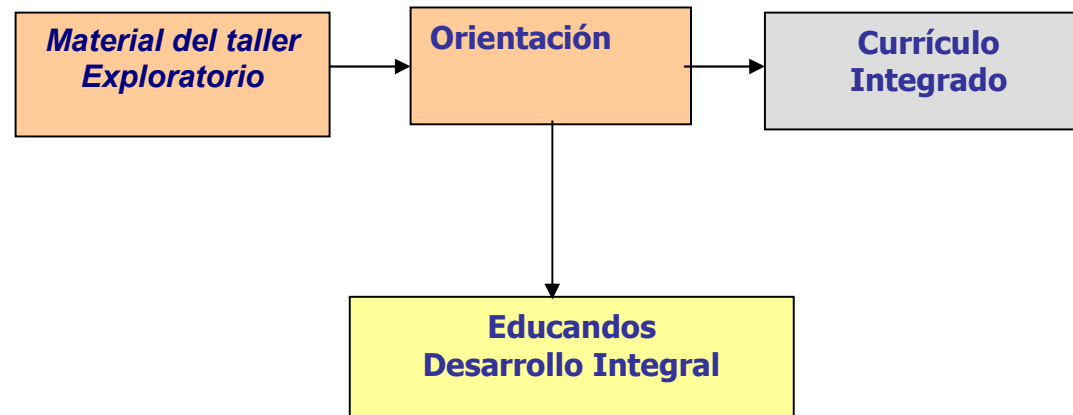 Material del taller
Exploratorio
Orientación
Currículo
Integrado
Educandos
Desarrollo Integral